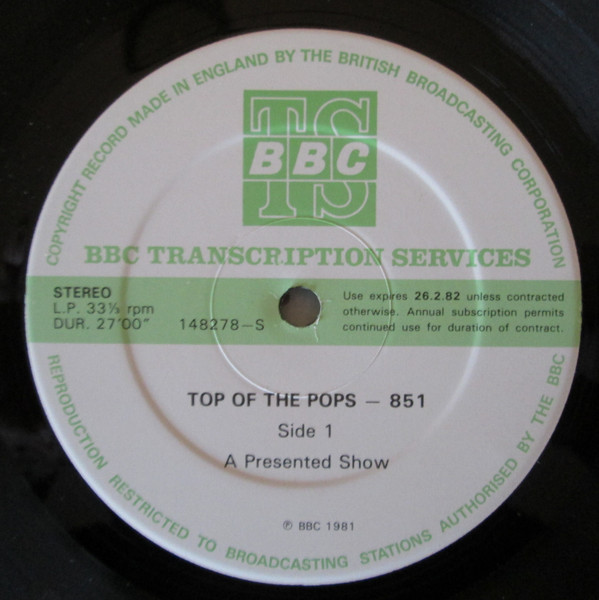 COPYRIGHT RECORD MADE IN ENGLAND BY THE BRITISH BROADCASTING CORPORATION
TS
BBC
BBC TRANSCRIPTION SERVICES
STEREO
L.P. 33⅓ rpm
DUR. 27'00" 148278–S
Use expires 26.2.82 unless contracted
otherwise. Annual subscription permits
continued use for duration of contract.
TOP OF THE POPS – 851
Side 1
A Presented Show
℗ BBC 1981
REPRODUCTION RESTRICTED TO BROADCASTING STATIONS AUTHORISED BY THE BBC